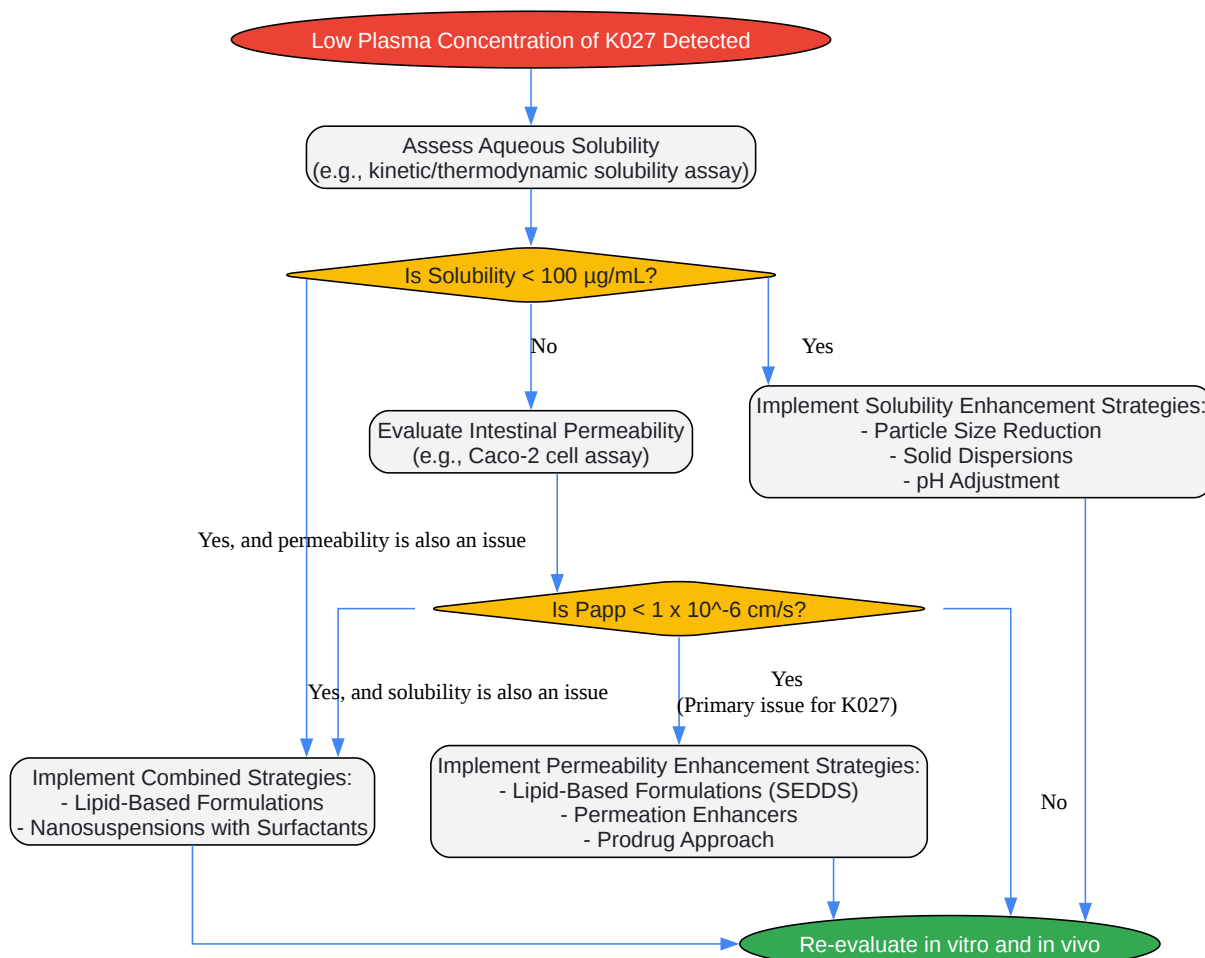 Low Plasma Concentration of K027 Detected
Assess Aqueous Solubility
(e.g., kinetic/thermodynamic solubility assay)
Is Solubility < 100 µg/mL?
No
Yes
Implement Solubility Enhancement Strategies:
- Particle Size Reduction
- Solid Dispersions
- pH Adjustment
Evaluate Intestinal Permeability
(e.g., Caco-2 cell assay)
Yes, and permeability is also an issue
Is Papp < 1 x 10^-6 cm/s?
Yes, and solubility is also an issue
Yes
(Primary issue for K027)
No
Implement Combined Strategies:
- Lipid-Based Formulations
- Nanosuspensions with Surfactants
Implement Permeability Enhancement Strategies:
- Lipid-Based Formulations (SEDDS)
- Permeation Enhancers
- Prodrug Approach
Re-evaluate in vitro and in vivo